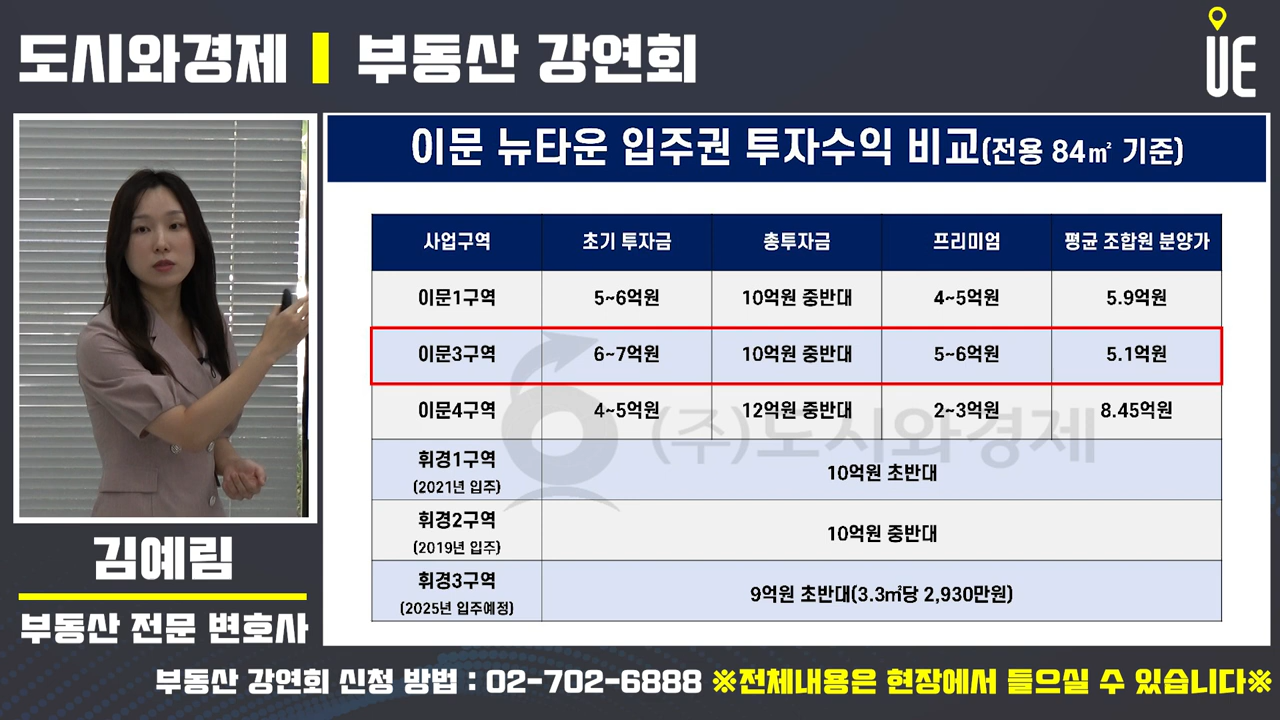 도시와경제 부동산 강연회
UE
이문 뉴타운 입주권 투자수익 비교(전용 84㎡ 기준)
사업구역 초기 투자금 총투자금 프리미엄 평균 조합원 분양가
이문1구역 5~6억원 10억원 중반대 4~5억원 5.9억원
이문3구역 6~7억원 10억원 중반대 5~6억원 5.1억원
이문4구역 4~5억원 12억원 중반대 2~3억원 8.45억원
휘경1구역
(2021년 입주)
10억원 초반대
휘경2구역
(2019년 입주)
10억원 중반대
휘경3구역
(2025년 입주예정)
9억원 초반대(3.3㎡당 2,930만원)
(주)도시와경제
김예림
부동산 전문 변호사
부동산 강연회 신청 방법 : 02-702-6888 ※전체내용은 현장에서 들으실 수 있습니다※